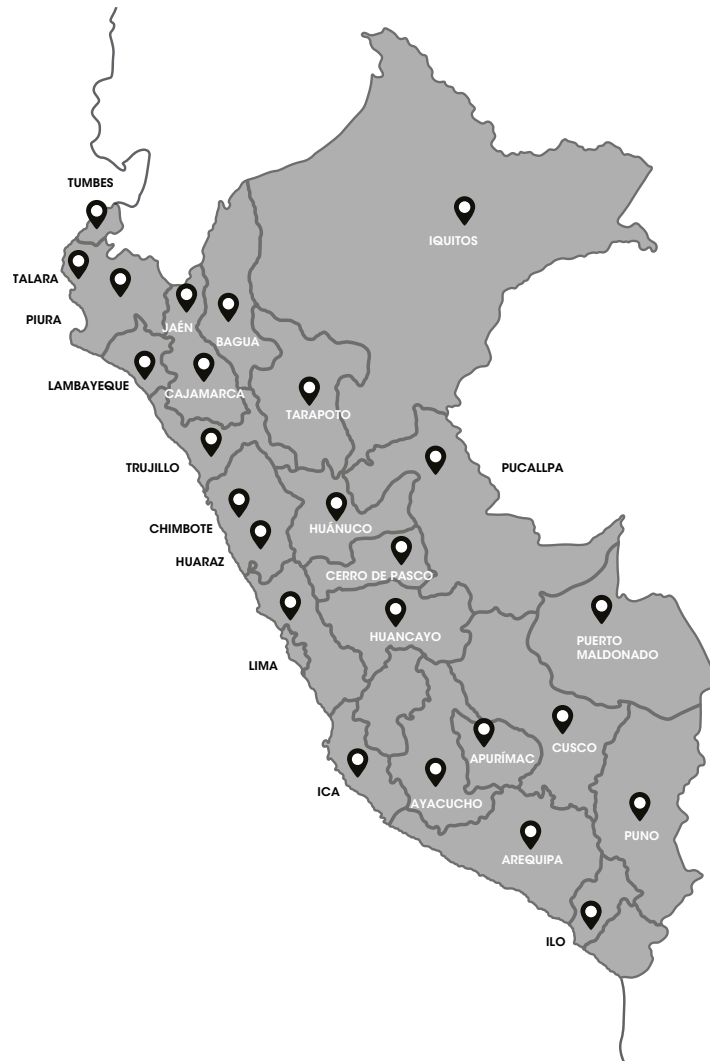 TUMBES
IQUITOS
TALARA
PIURA
JAÉN
BAGUA
LAMBAYEQUE
CAJAMARCA
TARAPOTO
TRUJILLO
PUCALLPA
CHIMBOTE
HUÁNUCO
HUARAZ
CERRO DE PASCO
HUANCAYO
PUERTO
MALDONADO
LIMA
CUSCO
APURÍMAC
ICA
AYACUCHO
PUNO
AREQUIPA
ILO